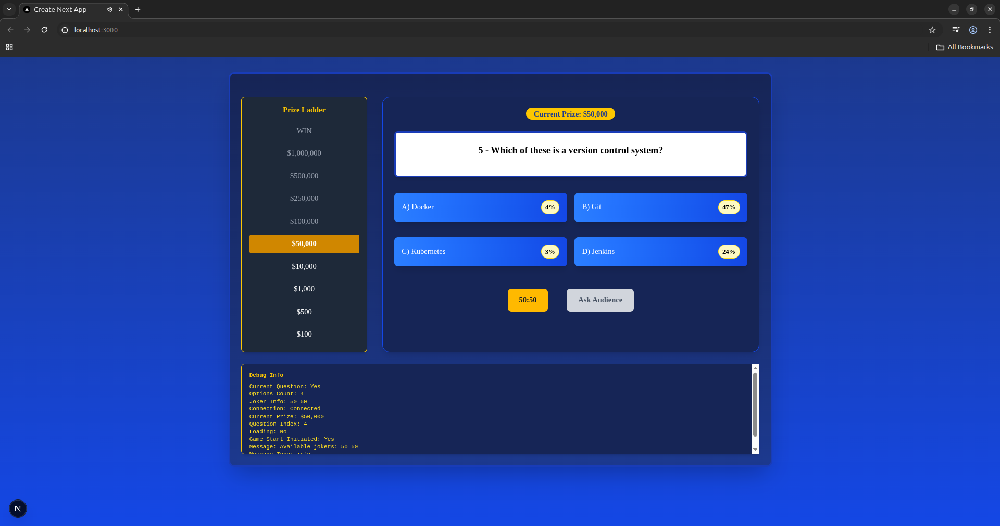 Create Next App
localhost:3000
All Bookmarks
Prize Ladder
WIN
$1,000,000
$500,000
$250,000
$100,000
$50,000
$10,000
$1,000
$500
$100
Current Prize: $50,000
5 - Which of these is a version control system?
A) Docker 4%
B) Git 47%
C) Kubernetes 3%
D) Jenkins 24%
50:50
Ask Audience
Debug Info
Current Question: Yes
Options Count: 4
Joker Info: 50-50
Connection: Connected
Current Prize: $50,000
Question Index: 4
Loading: No
Game Start Initiated: Yes
Message: Available jokers: 50-50
Message Type: info
N